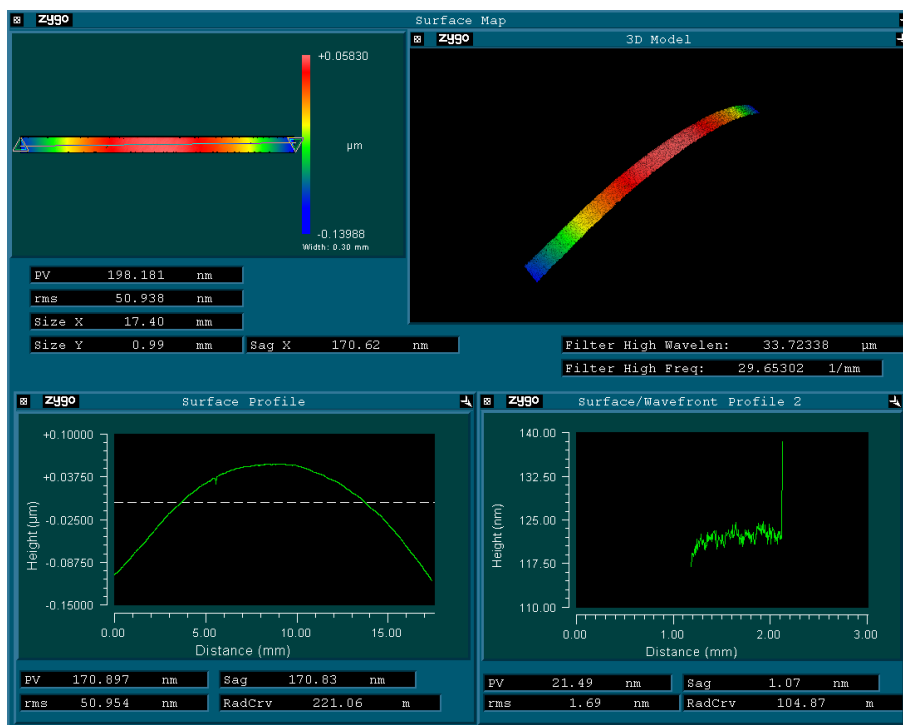 zygo Surface Map
+0.05830
µm
-0.13988
Width: 0.30 mm
zygo 3D Model
PV 198.181 nm
rms 50.938 nm
Size X 17.40 mm
Size Y 0.99 mm
Sag X 170.62 nm
Filter High Wavelen: 33.72338 µm
Filter High Freq: 29.65302 1/mm
zygo Surface Profile
Height (µm)
+0.10000
+0.03750
-0.02500
-0.08750
-0.15000
0.00 5.00 10.00 15.00
Distance (mm)
PV 170.897 nm
Sag 170.83 nm
rms 50.954 nm
RadCrv 221.06 m
zygo Surface/Wavefront Profile 2
Height (nm)
140.00
132.50
125.00
117.50
110.00
0.00 1.00 2.00 3.00
Distance (mm)
PV 21.49 nm
Sag 1.07 nm
rms 1.69 nm
RadCrv 104.87 m